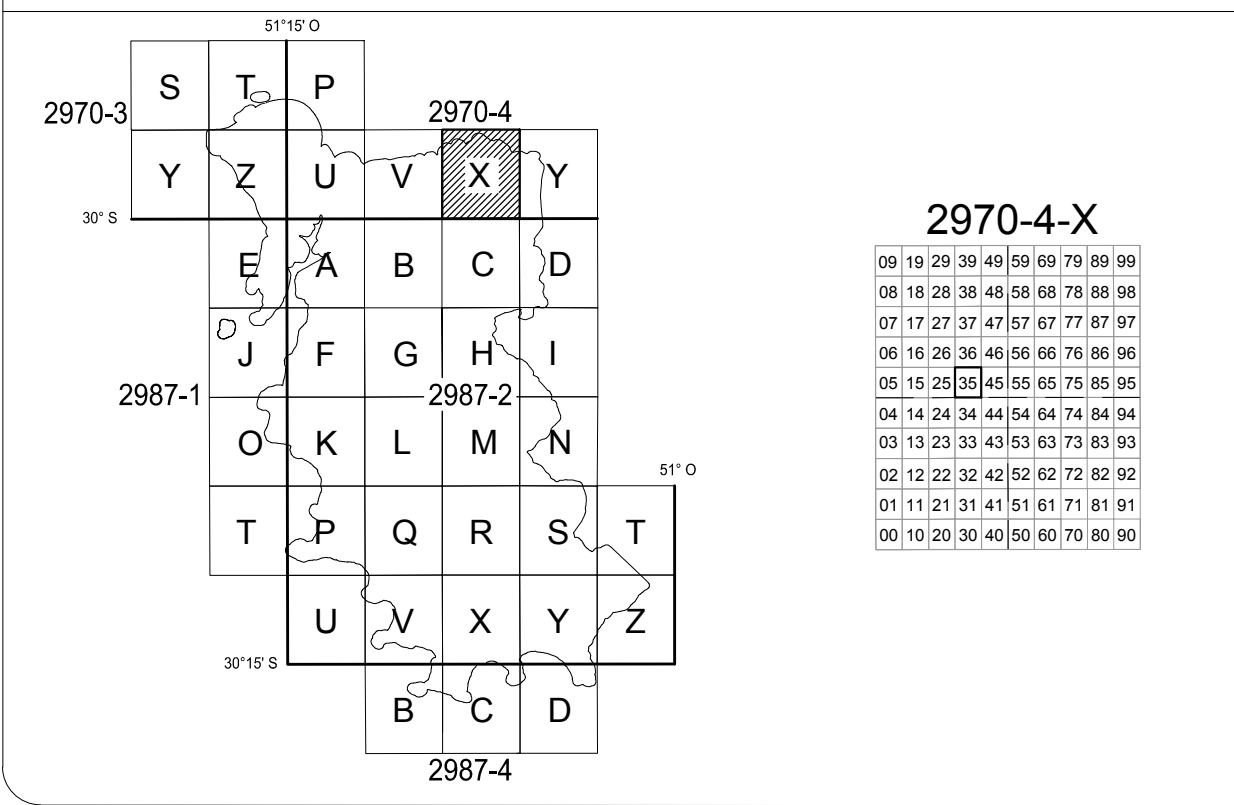 51°15' O
S T P
2970-3 2970-4
Y Z U V X Y
30° S
E A B C D
J F G H I
2987-1 2987-2
O K L M N
51° O
T P Q R S T
U V X Y Z
30°15' S
B C D
2987-4
2970-4-X
09 19 29 39 49 59 69 79 89 99
08 18 28 38 48 58 68 78 88 98
07 17 27 37 47 57 67 77 87 97
06 16 26 36 46 56 66 76 86 96
05 15 25 35 45 55 65 75 85 95
04 14 24 34 44 54 64 74 84 94
03 13 23 33 43 53 63 73 83 93
02 12 22 32 42 52 62 72 82 92
01 11 21 31 41 51 61 71 81 91
00 10 20 30 40 50 60 70 80 90